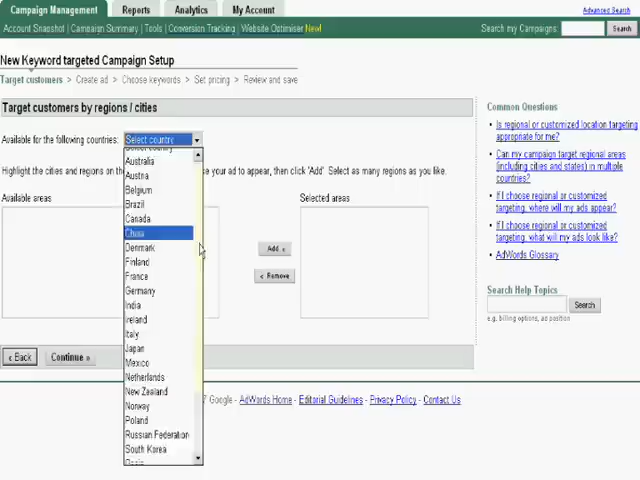 Campaign Management Reports Analytics My Account
Advanced Search
Account Snapshot | Campaign Summary | Tools | Conversion Tracking | Website Optimiser New!
Search my Campaigns: Search
New Keyword targeted Campaign Setup
Target customers > Create ad > Choose keywords > Set pricing > Review and save
Target customers by regions / cities
Available for the following countries: Select country
Select country
Australia
Austria
Belgium
Brazil
Canada
China
Denmark
Finland
France
Germany
India
Ireland
Italy
Japan
Mexico
Netherlands
New Zealand
Norway
Poland
Russian Federation
South Korea
Highlight the cities and regions on the your ad to appear, then click 'Add'. Select as many regions as you like.
Available areas
Selected areas
Add »
« Remove
« Back Continue »
Common Questions
Is regional or customized location targeting
appropriate for me?
Can my campaign target regional areas
(including cities and states) in multiple
countries?
If I choose regional or customized
targeting, where will my ads appear?
If I choose regional or customized
targeting, what will my ads look like?
AdWords Glossary
Search Help Topics
Search
e.g. billing options, ad position
7 Google - AdWords Home - Editorial Guidelines - Privacy Policy - Contact Us